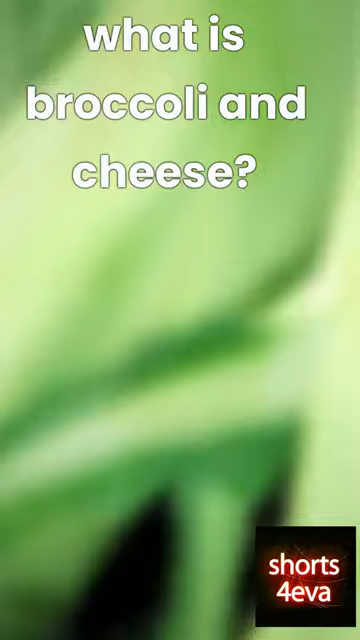 what is
broccoli and
cheese?
shorts
4eva